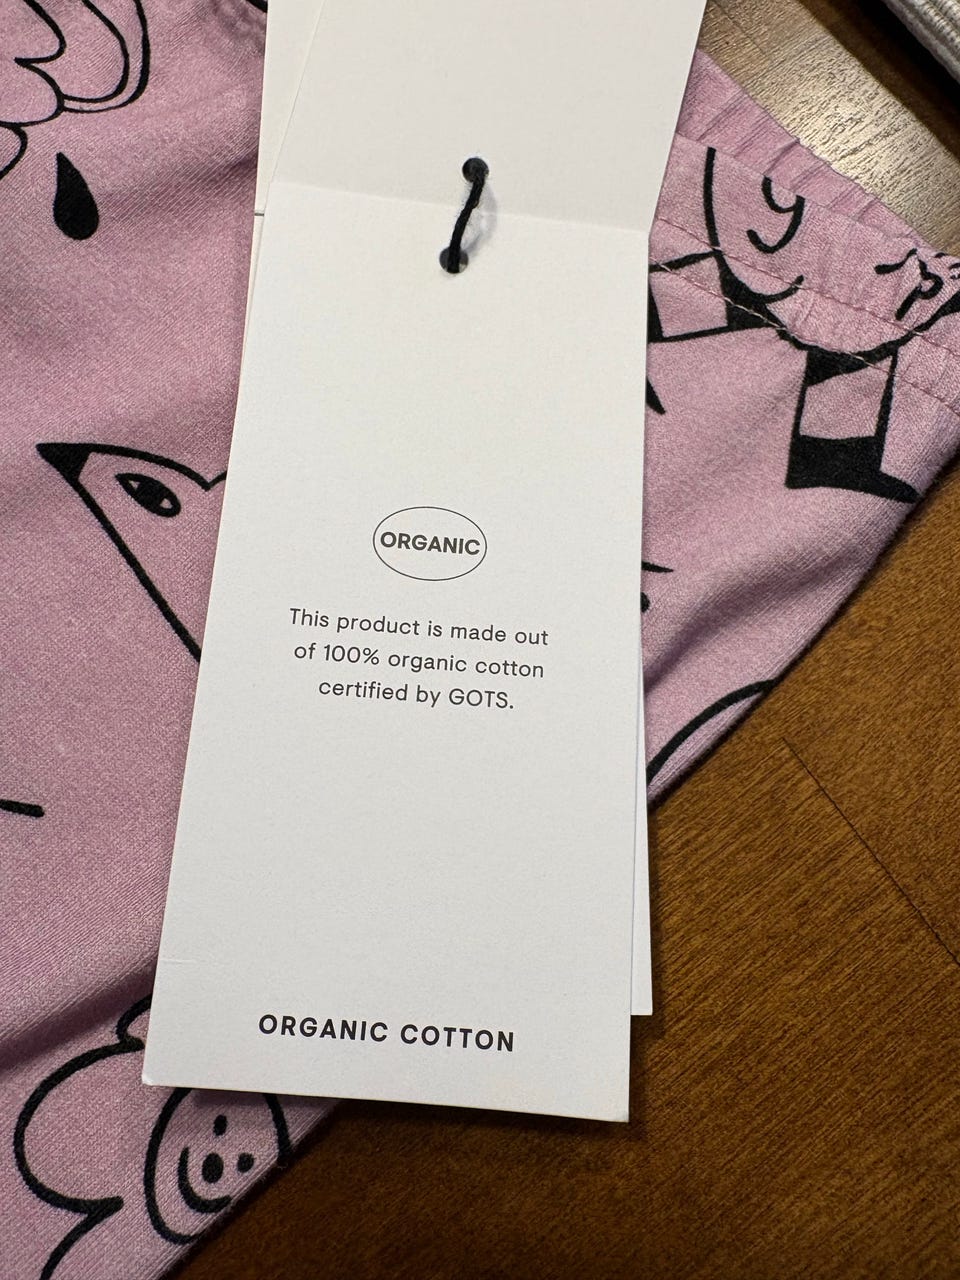 ORGANIC
This product is made out
of 100% organic cotton
certified by GOTS.
ORGANIC COTTON